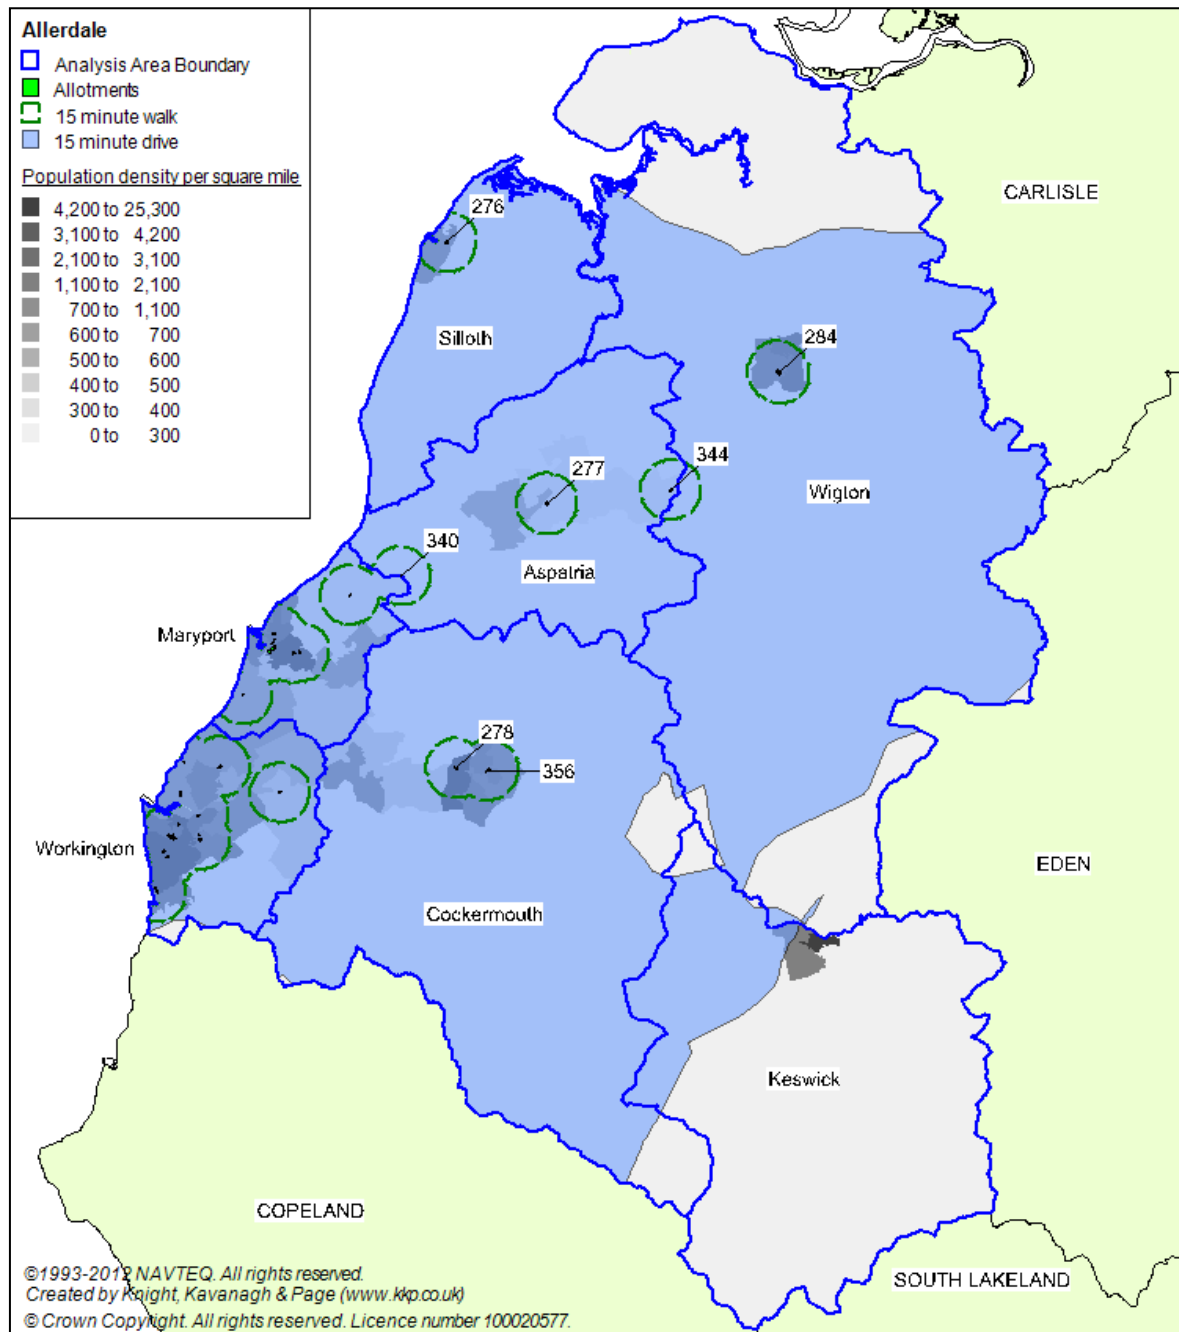 Allerdale
Analysis Area Boundary
Allotments
15 minute walk
15 minute drive
Population density per square mile
4,200 to 25,300
3,100 to 4,200
2,100 to 3,100
1,100 to 2,100
700 to 1,100
600 to 700
500 to 600
400 to 500
300 to 400
0 to 300
CARLISLE
276
Silloth
284
277
344
Wigton
340
Aspatria
Maryport
278
356
Workington
EDEN
Cockermouth
Keswick
COPELAND
SOUTH LAKELAND
©1993-2012 NAVTEQ. All rights reserved.
Created by Knight, Kavanagh & Page (www.kkp.co.uk)
© Crown Copyright. All rights reserved. Licence number 100020577.